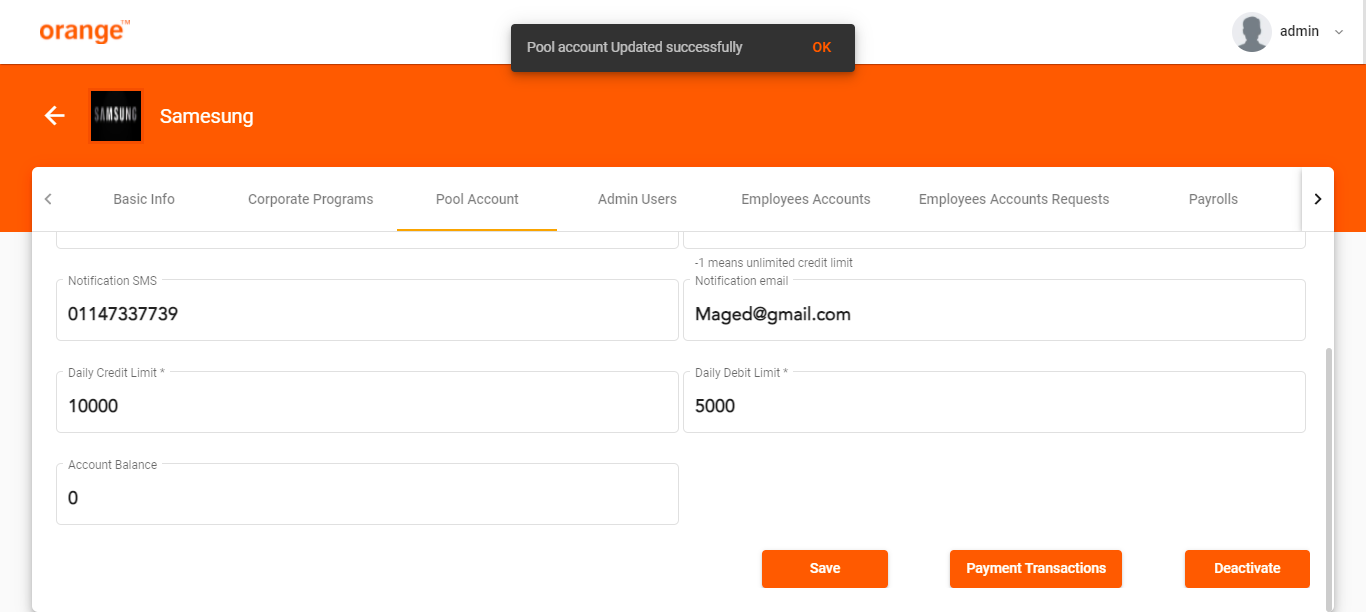 orange™
Pool account Updated successfully OK
admin
SAMSUNG
Samesung
Basic Info Corporate Programs Pool Account Admin Users Employees Accounts Employees Accounts Requests Payrolls
-1 means unlimited credit limit
Notification SMS
01147337739
Notification email
Maged@gmail.com
Daily Credit Limit *
10000
Daily Debit Limit *
5000
Account Balance
0
Save Payment Transactions Deactivate